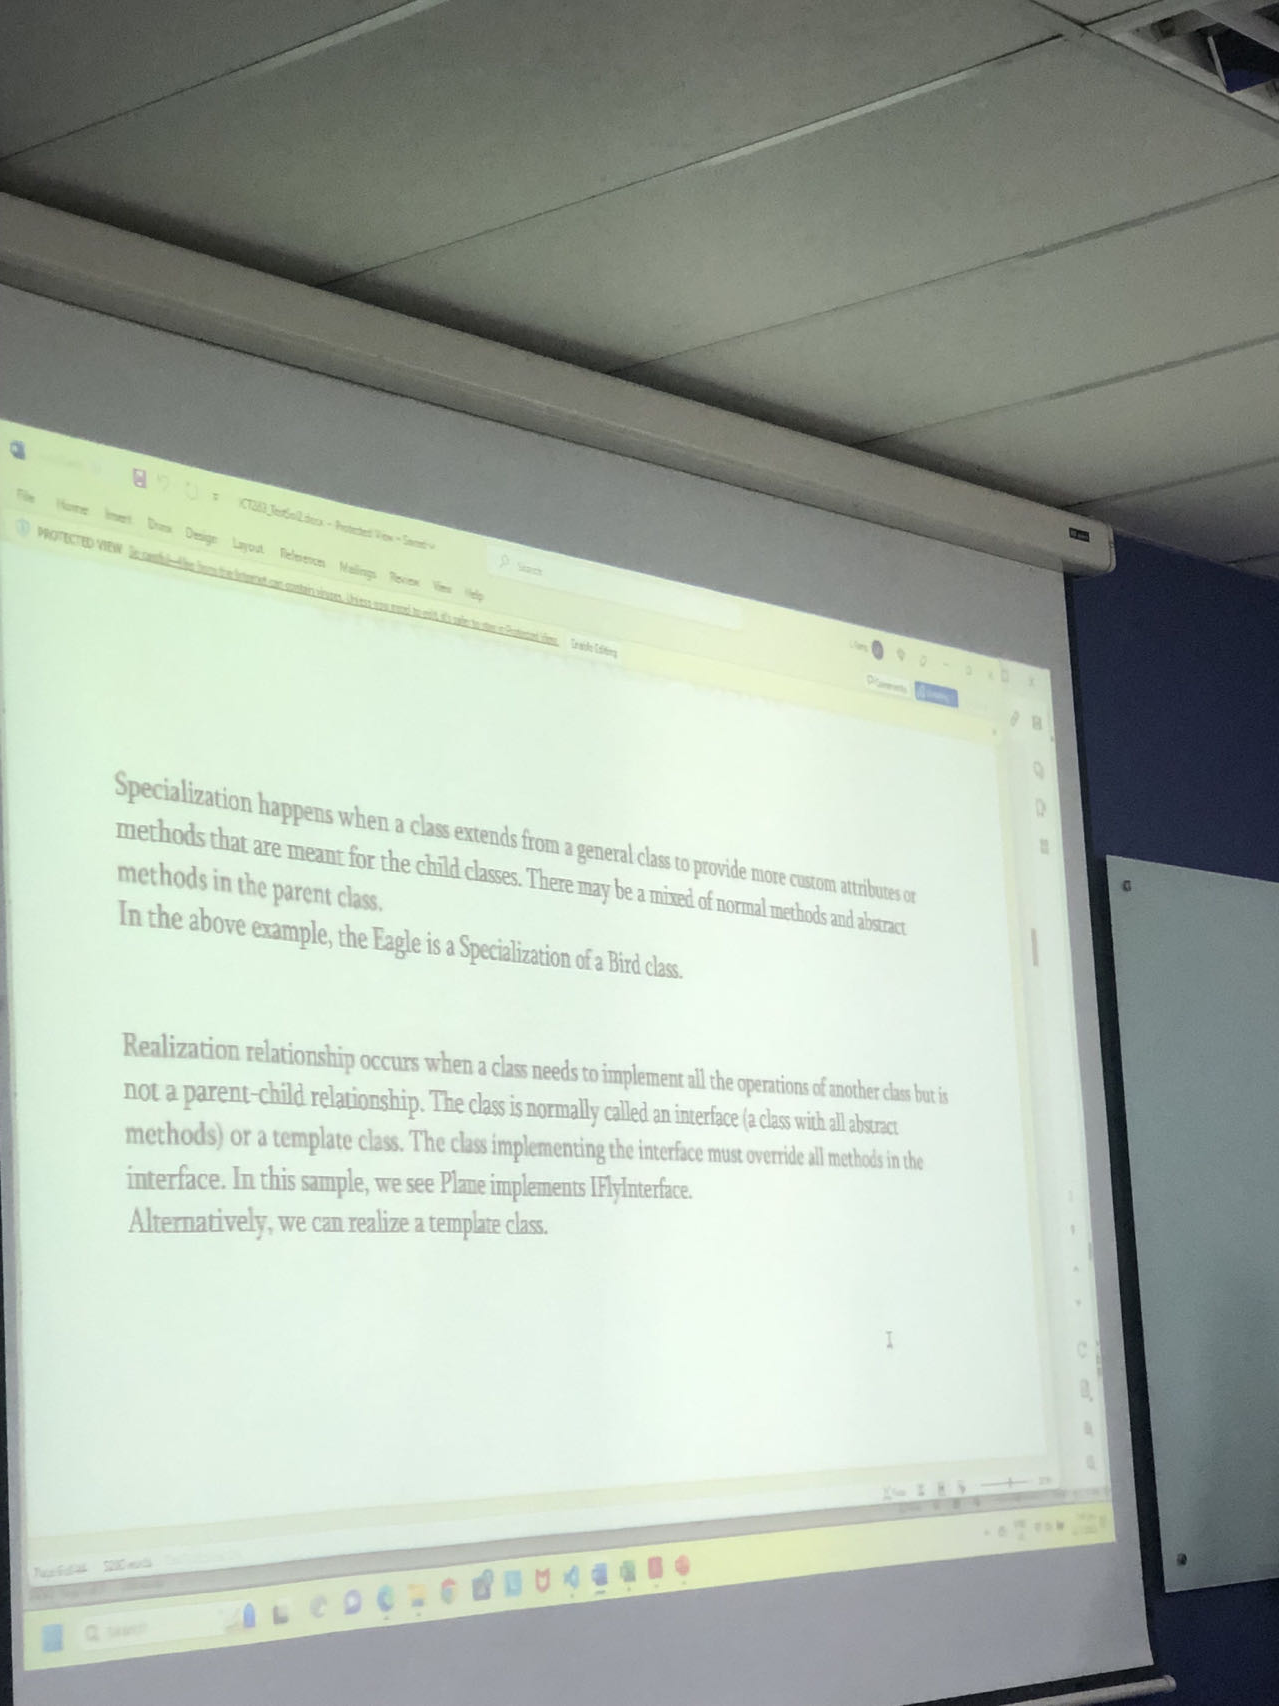 File Home Insert Draw Design Layout References Mailings Review View Help
Search
PROTECTED VIEW Enable Editing
Comments
Specialization happens when a class extends from a general class to provide more custom attributes or
methods that are meant for the child classes. There may be a mixed of normal methods and abstract
methods in the parent class.
In the above example, the Eagle is a Specialization of a Bird class.
Realization relationship occurs when a class needs to implement all the operations of another class but is
not a parent-child relationship. The class is normally called an interface (a class with all abstract
methods) or a template class. The class implementing the interface must override all methods in the
interface. In this sample, we see Plane implements IFlyInterface.
Alternatively, we can realize a template class.
Search